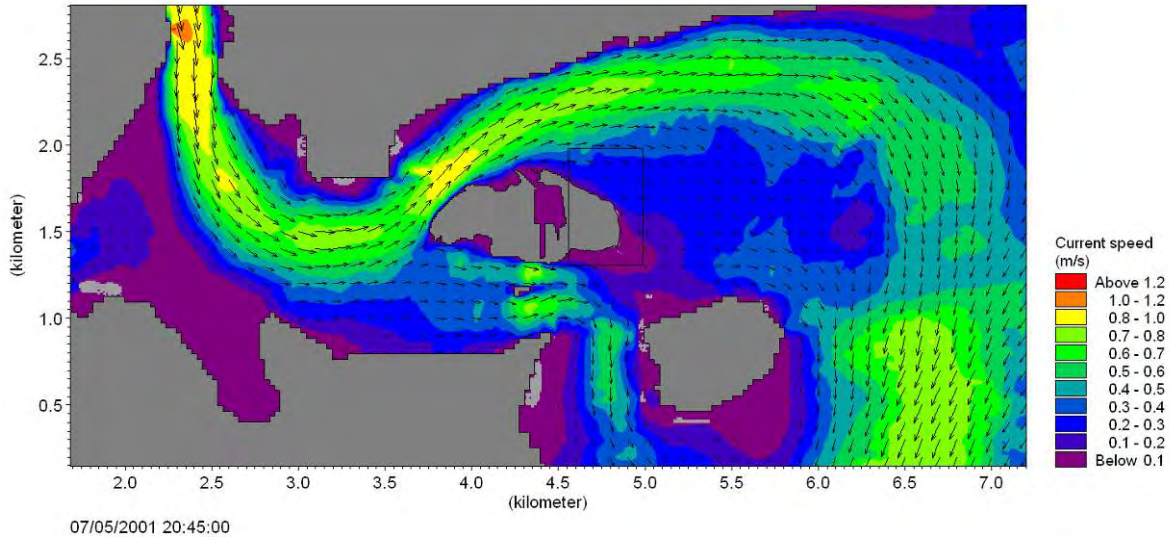 2.5
2.0
1.5
1.0
0.5
(kilometer)
2.0 2.5 3.0 3.5 4.0 4.5 5.0 5.5 6.0 6.5 7.0
(kilometer)
07/05/2001 20:45:00
Current speed
(m/s)
Above 1.2
1.0 - 1.2
0.8 - 1.0
0.7 - 0.8
0.6 - 0.7
0.5 - 0.6
0.4 - 0.5
0.3 - 0.4
0.2 - 0.3
0.1 - 0.2
Below 0.1